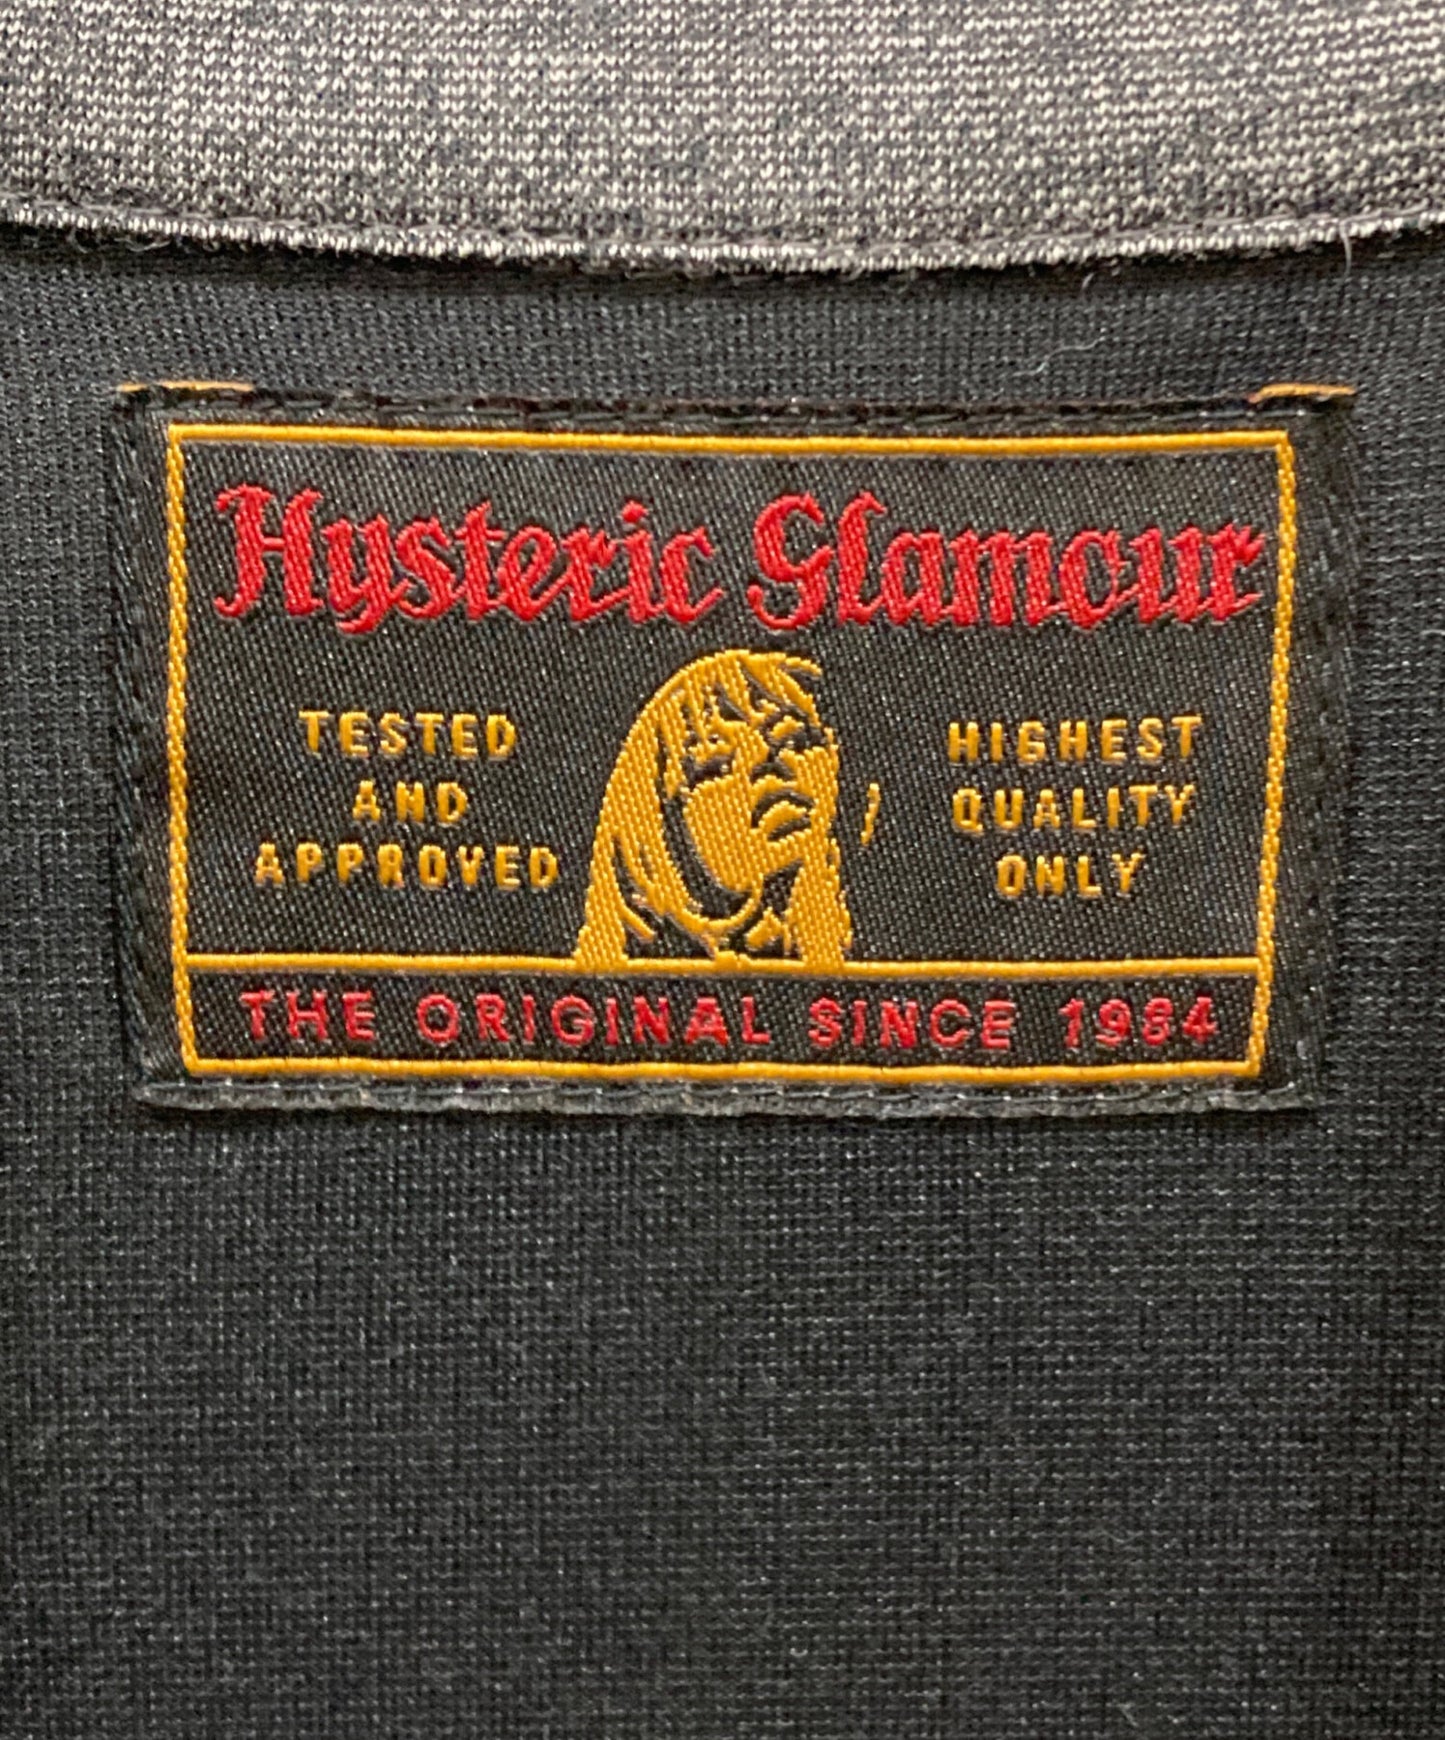 Hysteric Glamour
TESTED
AND
APPROVED
HIGHEST
QUALITY
ONLY
THE ORIGINAL SINCE 1984